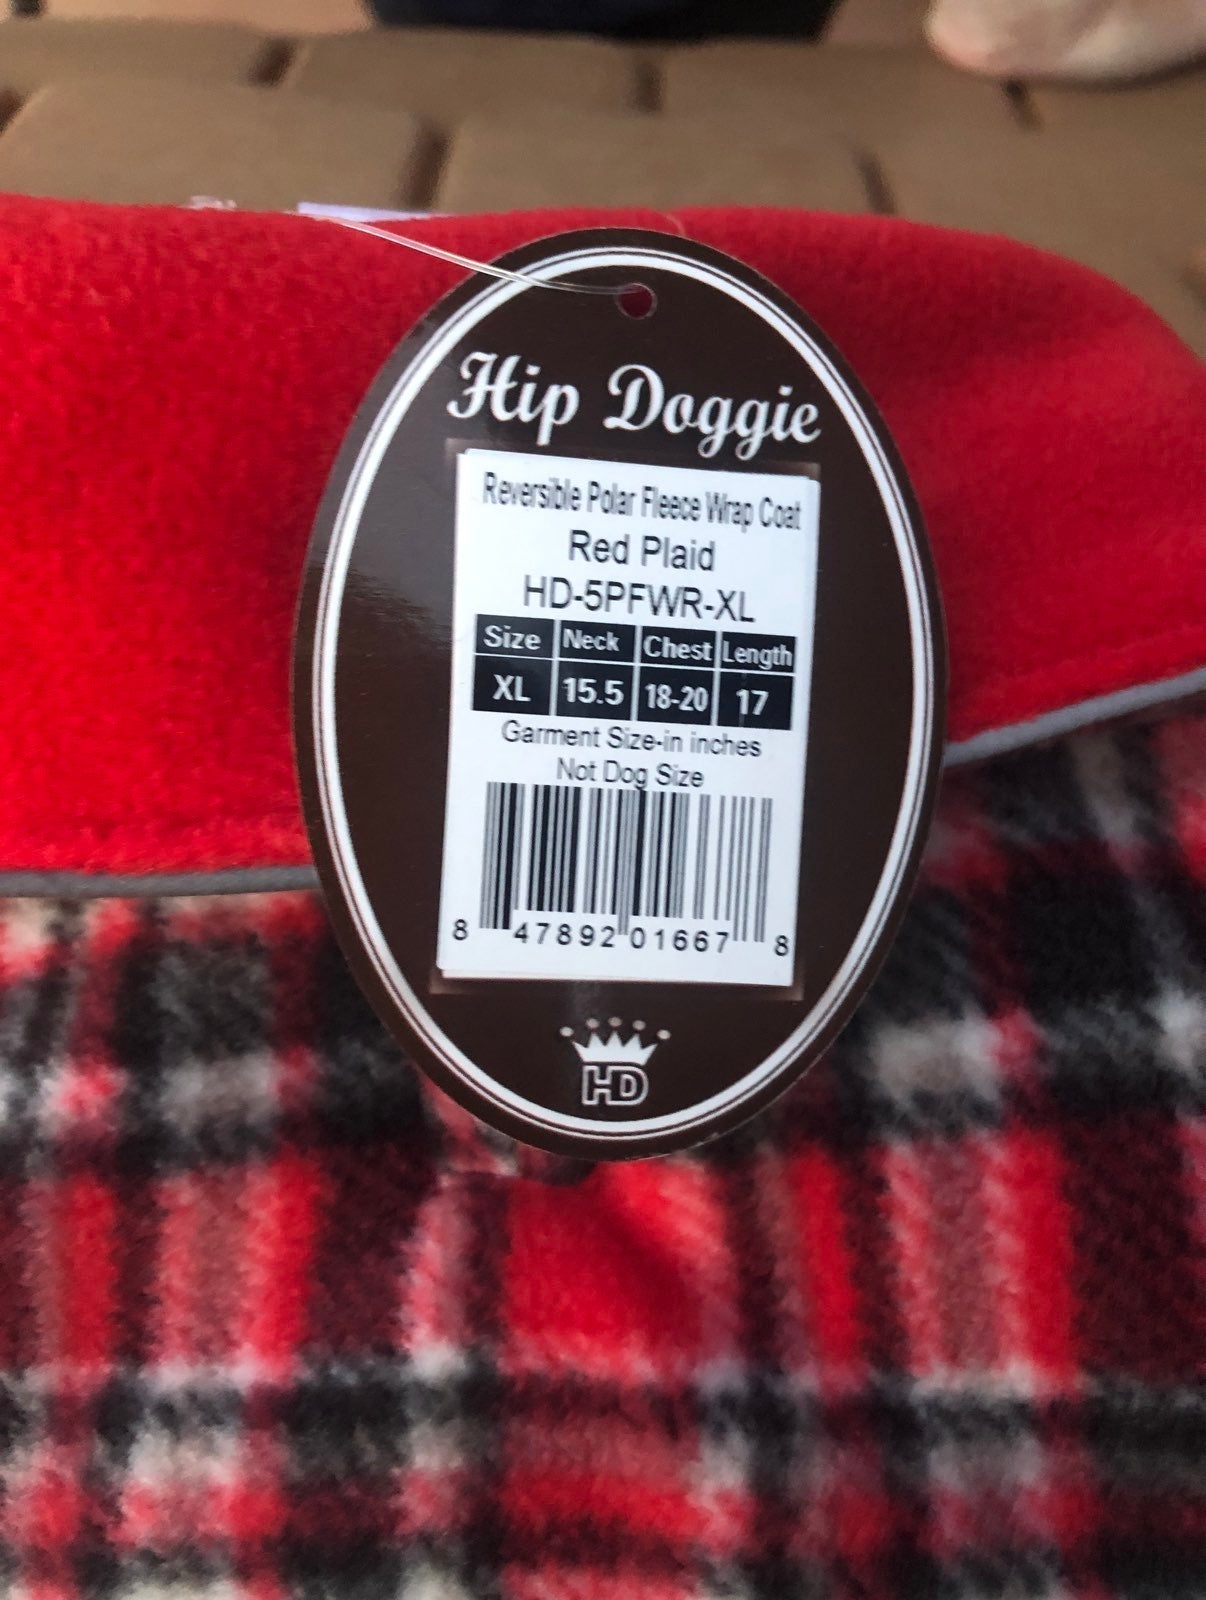 Hip Doggie
Reversible Polar Fleece Wrap Coat
Red Plaid
HD-5PFWR-XL
Size Neck Chest Length
XL 15.5 18-20 17
Garment Size-in inches
Not Dog Size
8 47892 01667 8
HD